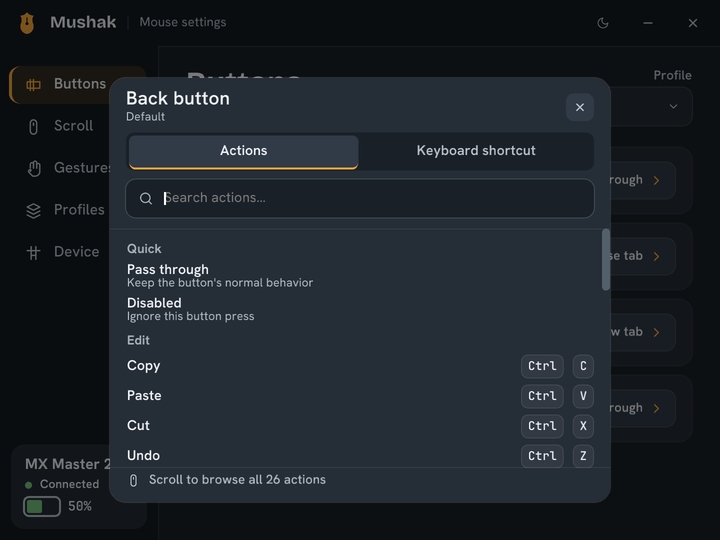 Mushak
Mouse settings
Buttons
Profile
Buttons
Scroll
Gestures
Profiles
Device
Back button
Default
Actions
Keyboard shortcut
Search actions...
Quick
Pass through
Keep the button's normal behavior
Disabled
Ignore this button press
Edit
Copy Ctrl C
Paste Ctrl V
Cut Ctrl X
Undo Ctrl Z
Scroll to browse all 26 actions
MX Master 2
Connected
50%